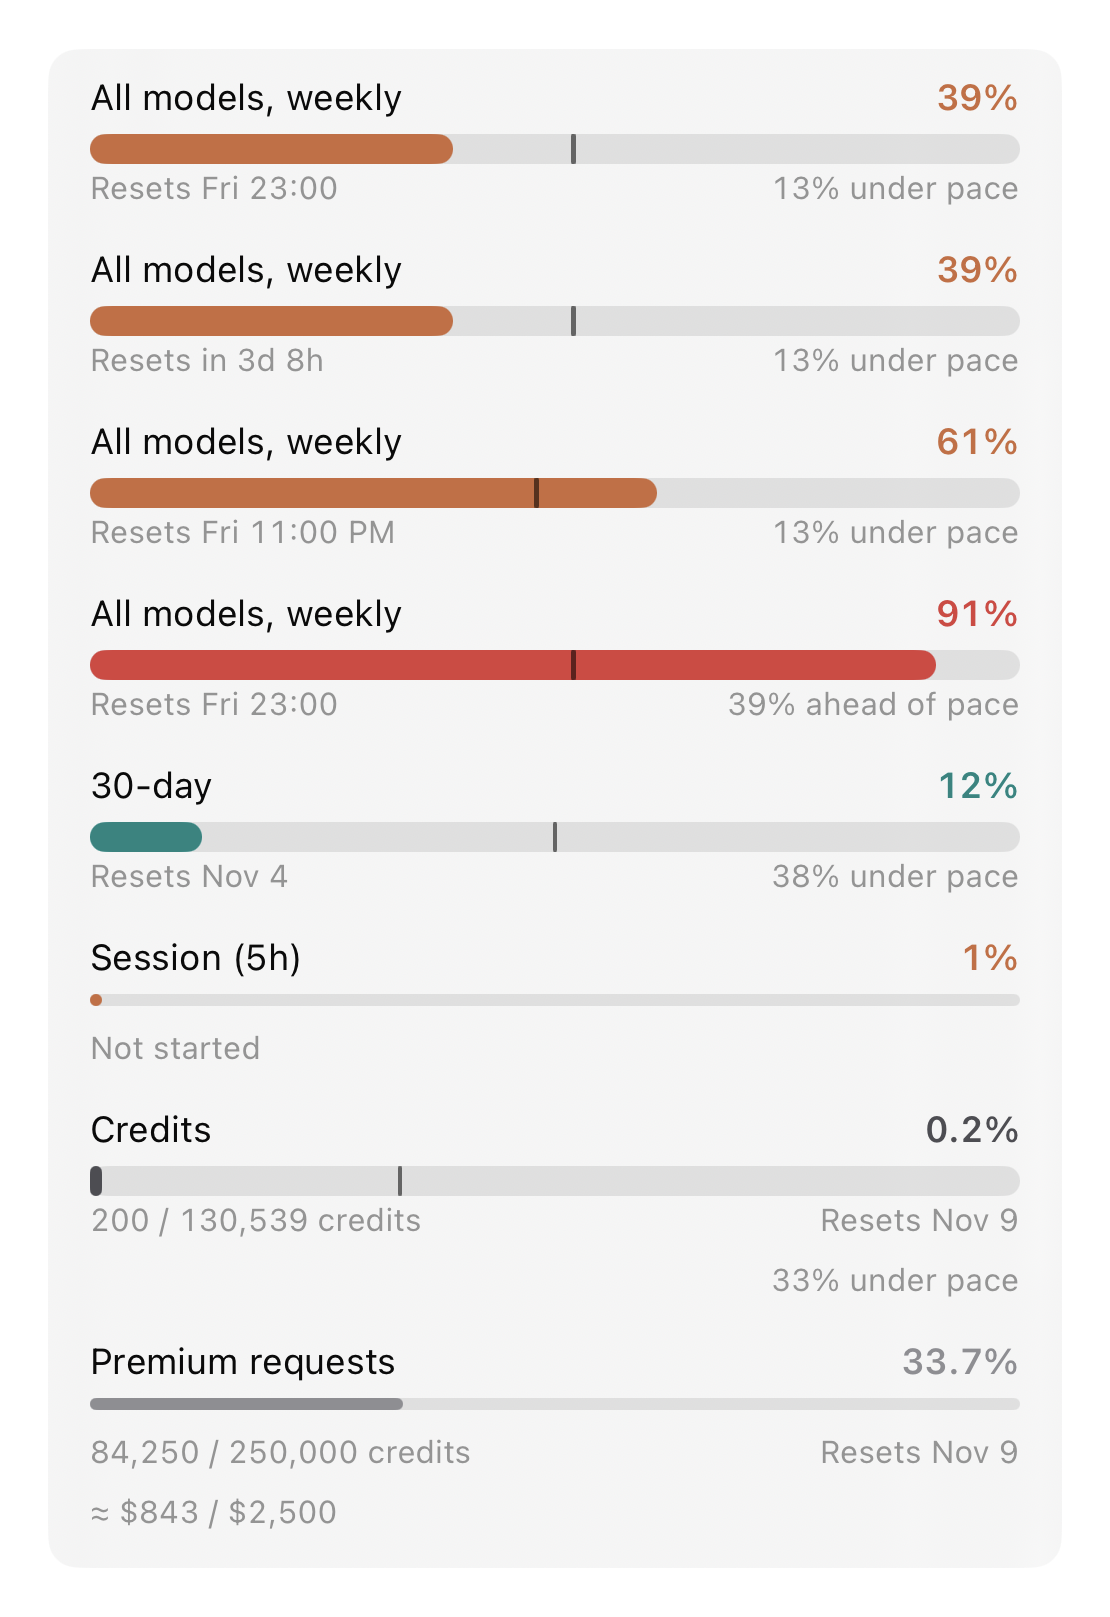 All models, weekly 39%
Resets Fri 23:00 13% under pace
All models, weekly 39%
Resets in 3d 8h 13% under pace
All models, weekly 61%
Resets Fri 11:00 PM 13% under pace
All models, weekly 91%
Resets Fri 23:00 39% ahead of pace
30-day 12%
Resets Nov 4 38% under pace
Session (5h) 1%
Not started
Credits 0.2%
200 / 130,539 credits Resets Nov 9
33% under pace
Premium requests 33.7%
84,250 / 250,000 credits Resets Nov 9
≈ $843 / $2,500